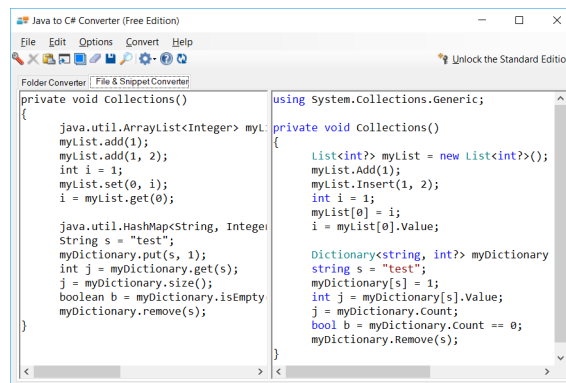 Java to C# Converter (Free Edition)
File Edit Options Convert Help
Unlock the Standard Editio
Folder Converter File & Snippet Converter
private void Collections()
{
java.util.ArrayList<Integer> myL
myList.add(1);
myList.add(1, 2);
int i = 1;
myList.set(0, i);
i = myList.get(0);
java.util.HashMap<String, Integer
String s = "test";
myDictionary.put(s, 1);
int j = myDictionary.get(s);
j = myDictionary.size();
boolean b = myDictionary.isEmpty
myDictionary.remove(s);
}
using System.Collections.Generic;
private void Collections()
{
List<int?> myList = new List<int?>();
myList.Add(1);
myList.Insert(1, 2);
int i = 1;
myList[0] = i;
i = myList[0].Value;
Dictionary<string, int?> myDictionary
string s = "test";
myDictionary[s] = 1;
int j = myDictionary[s].Value;
j = myDictionary.Count;
bool b = myDictionary.Count == 0;
myDictionary.Remove(s);
}